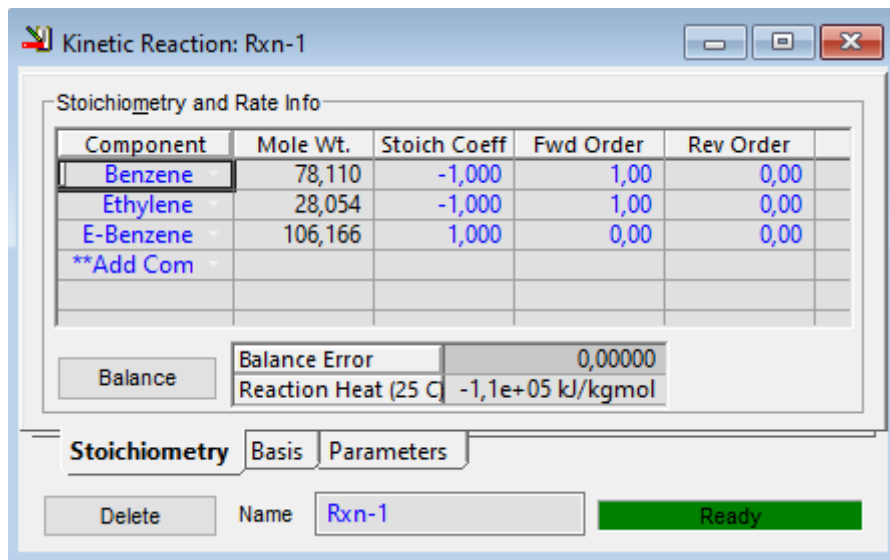 Kinetic Reaction: Rxn-1
Stoichiometry and Rate Info
Component Mole Wt. Stoich Coeff Fwd Order Rev Order
Benzene 78,110 -1,000 1,00 0,00
Ethylene 28,054 -1,000 1,00 0,00
E-Benzene 106,166 1,000 0,00 0,00
**Add Com
Balance
Balance Error 0,00000
Reaction Heat (25 C) -1,1e+05 kJ/kgmol
Stoichiometry Basis Parameters
Delete Name Rxn-1 Ready